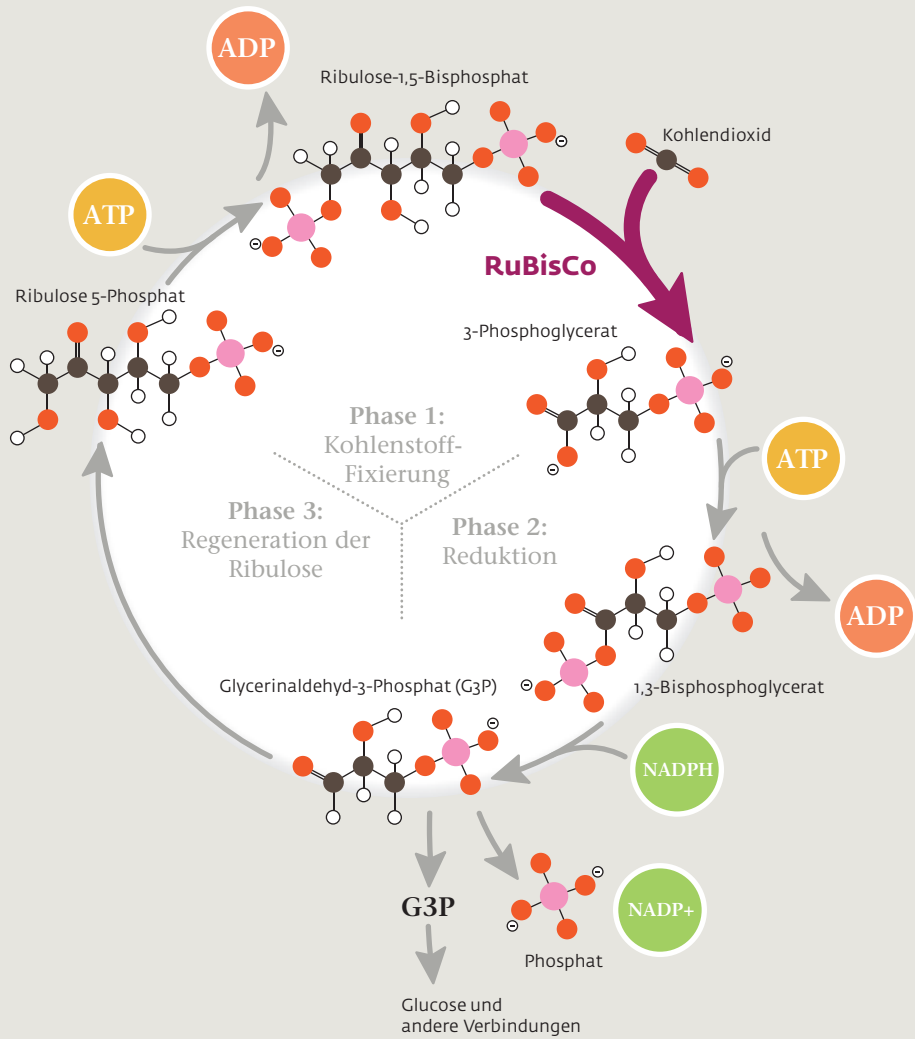 ADP
Ribulose-1,5-Bisphosphat
Kohlendioxid
ATP
RuBisCo
Ribulose 5-Phosphat
3-Phosphoglycerat
Phase 1:
Kohlenstoff-
Fixierung
ATP
Phase 3:
Regeneration der
Ribulose
Phase 2:
Reduktion
ADP
Glycerinaldehyd-3-Phosphat (G3P)
1,3-Bisphosphoglycerat
NADPH
G3P
NADP+
Phosphat
Glucose und
andere Verbindungen